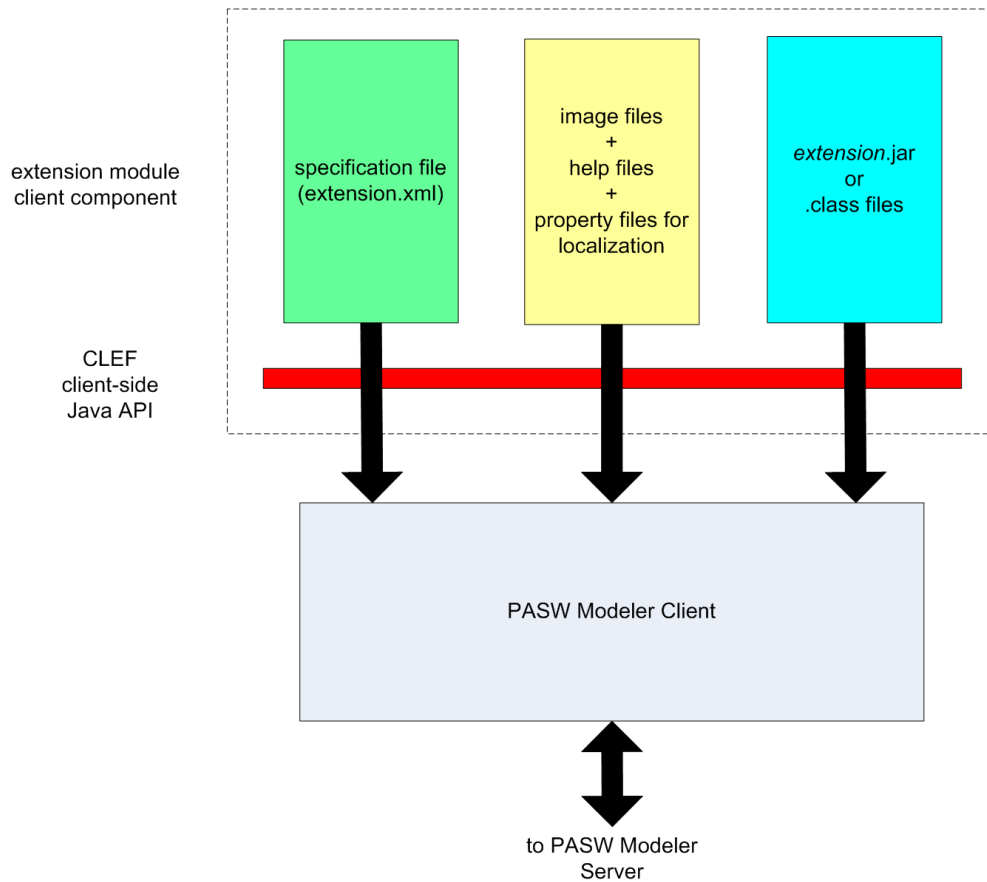 extension module
client component
specification file
(extension.xml)
image files
+
help files
+
property files for
localization
extension.jar
or
.class files
CLEF
client-side
Java API
PASW Modeler Client
to PASW Modeler
Server